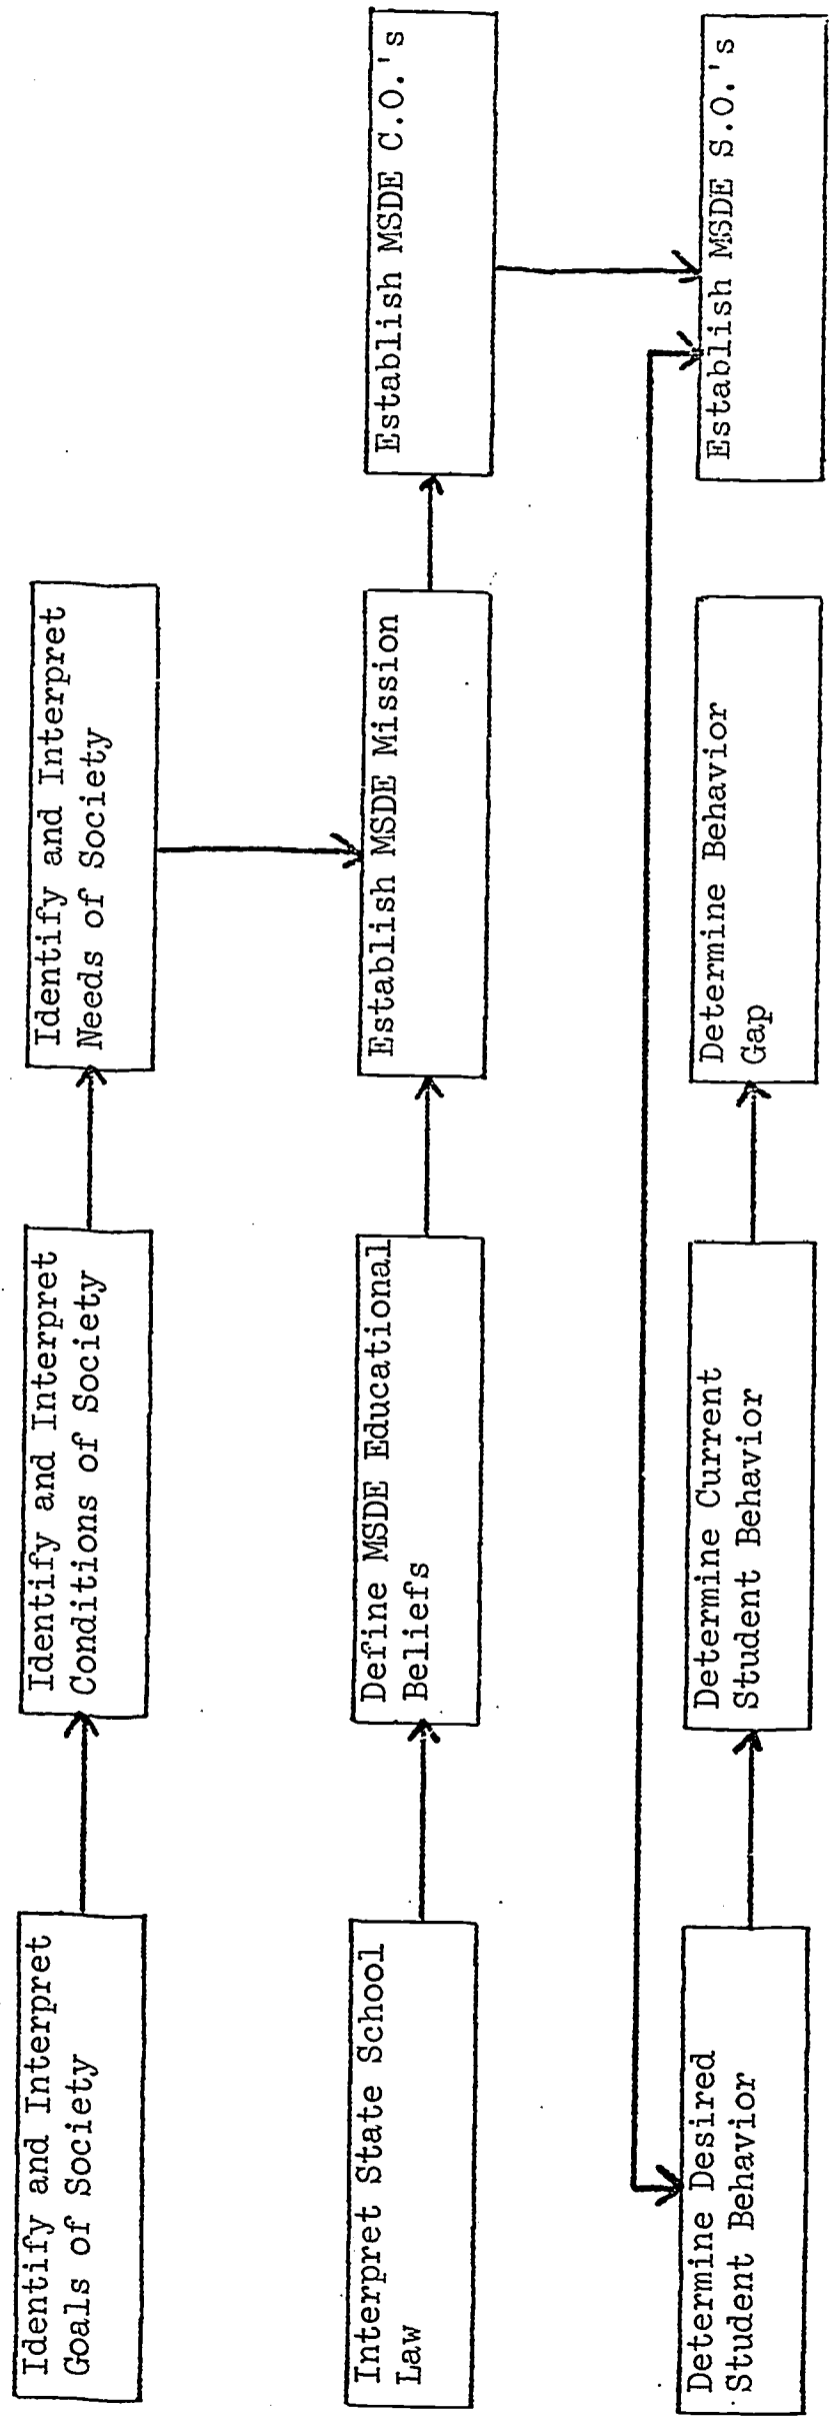 Identify and Interpret
Goals of Society
Identify and Interpret
Conditions of Society
Identify and Interpret
Needs of Society
Interpret State School
Law
Define MSDE Educational
Beliefs
Establish MSDE Mission
Establish MSDE C.O.'s
Determine Desired
Student Behavior
Determine Current
Student Behavior
Determine Behavior
Gap
Establish MSDE S.O.'s